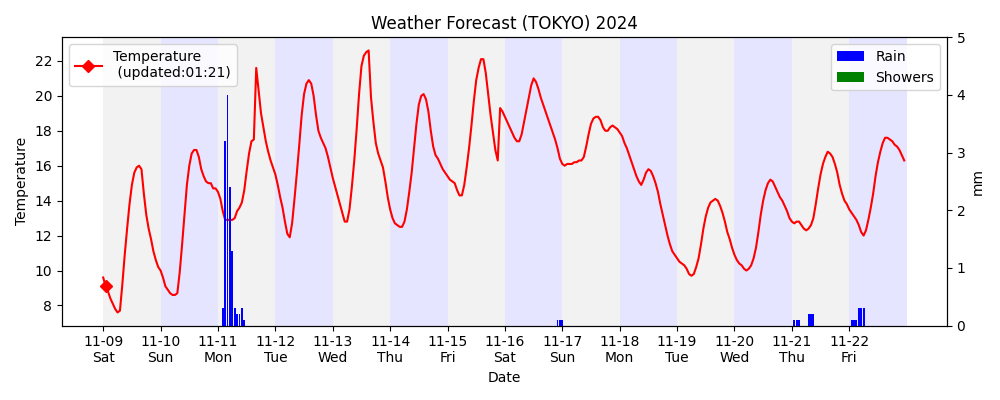 Weather Forecast (TOKYO) 2024
Temperature
(updated:01:21)
Rain
Showers
Temperature
22
20
18
16
14
12
10
8
5
4
3
2
1
0
mm
11-09 11-10 11-11 11-12 11-13 11-14 11-15 11-16 11-17 11-18 11-19 11-20 11-21 11-22
Sat Sun Mon Tue Wed Thu Fri Sat Sun Mon Tue Wed Thu Fri
Date